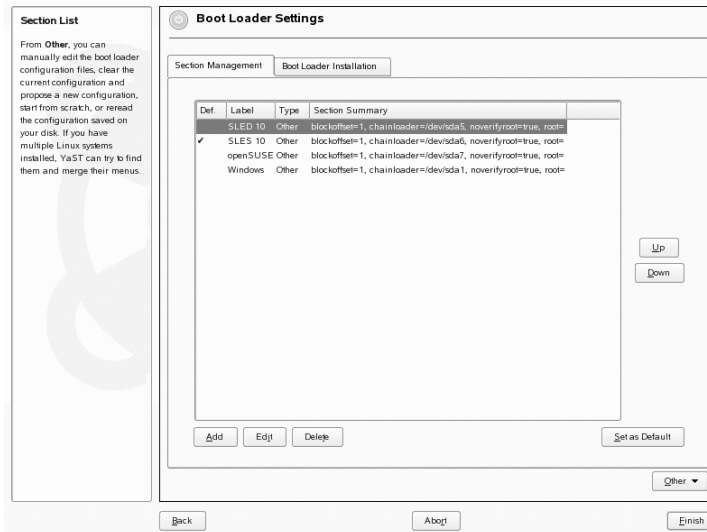 Section List
From Other, you can
manually edit the boot loader
configuration files, clear the
current configuration and
propose a new configuration,
start from scratch, or reread
the configuration saved on
your disk. If you have
multiple Linux systems
installed, YaST can try to find
them and merge their menus.
Boot Loader Settings
Section Management Boot Loader Installation
Def. Label Type Section Summary
SLED 10 Other blockoffset=1, chainloader=/dev/sda5, noverifyroot=true, root=
✔ SLES 10 Other blockoffset=1, chainloader=/dev/sda6, noverifyroot=true, root=
openSUSE Other blockoffset=1, chainloader=/dev/sda7, noverifyroot=true, root=
Windows Other blockoffset=1, chainloader=/dev/sda1, noverifyroot=true, root=
Up
Down
Add Edit Delete Set as Default
Other
Back Abort Finish